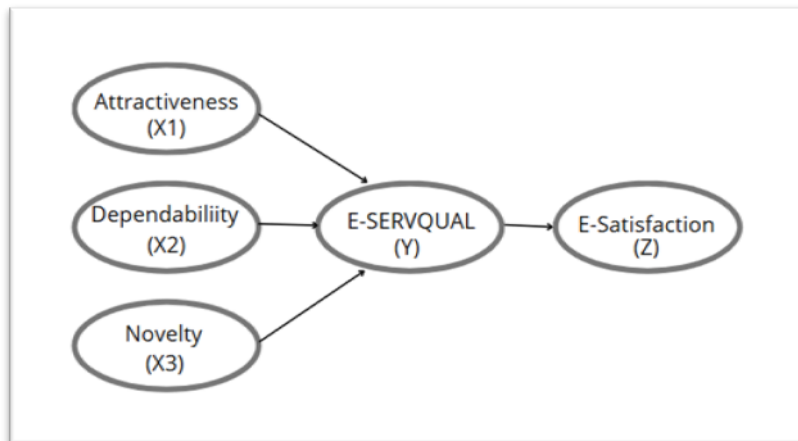 Attractiveness
(X1)
Dependabiliity
(X2)
Novelty
(X3)
E-SERVQUAL
(Y)
E-Satisfaction
(Z)